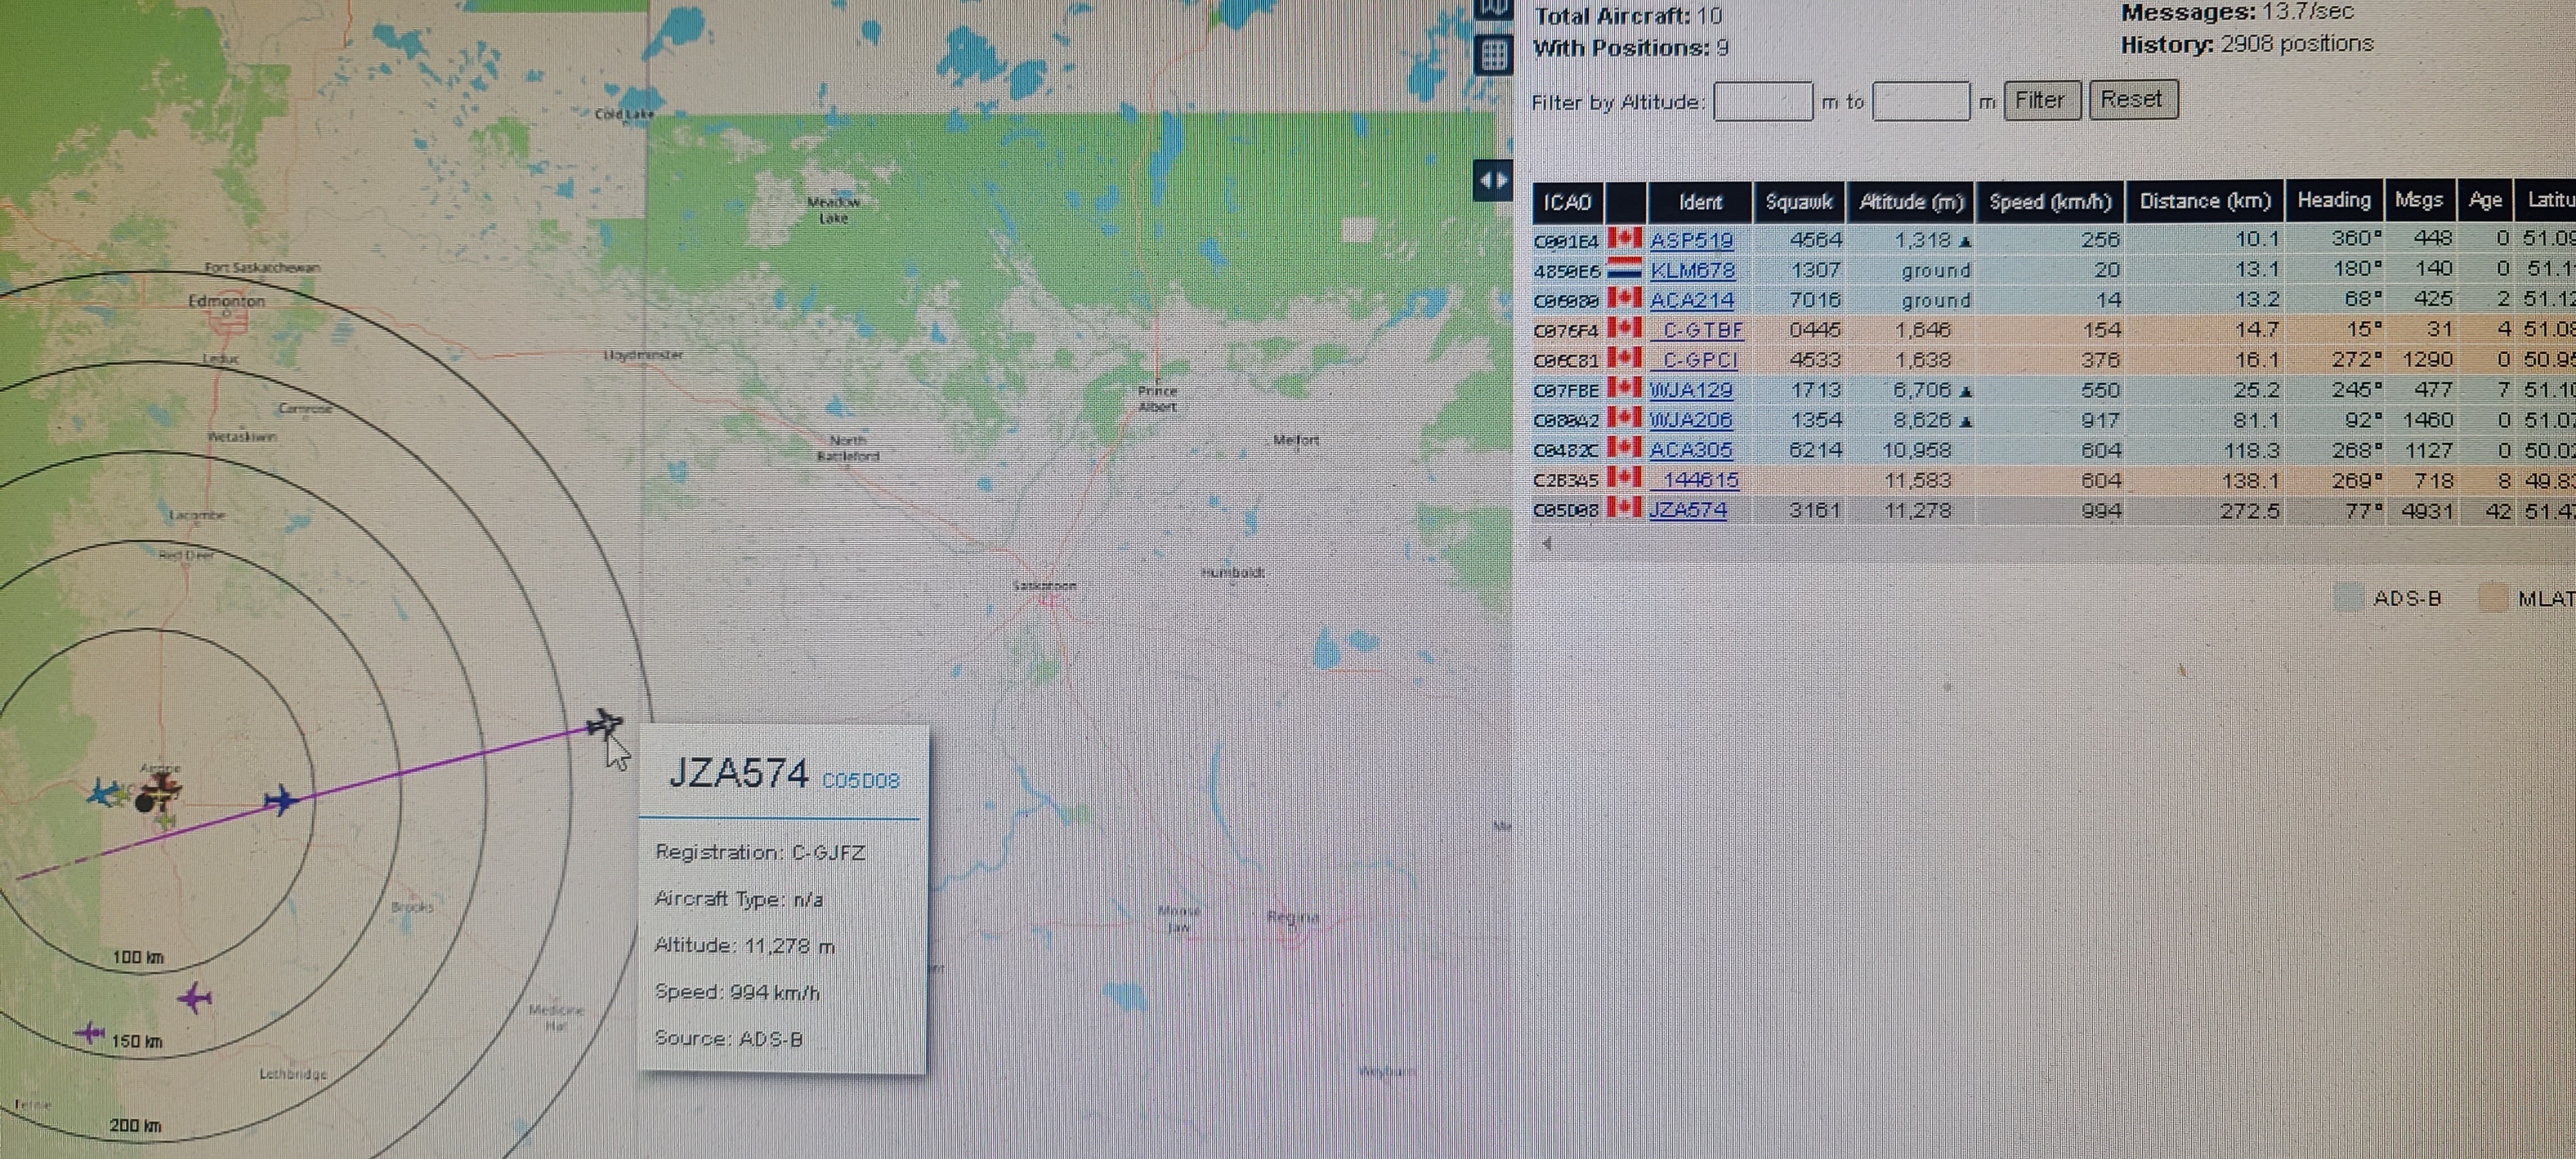 Total Aircraft: 10
With Positions: 9
Messages: 13.7/sec
History: 2908 positions
Filter by Altitude: m to m Filter Reset
ICAO Ident Squawk Altitude (m) Speed (km/h) Distance (km) Heading Msgs Age Latitu
C001E4 ASP519 4564 1,318 ▲ 256 10.1 360° 448 0 51.09
4850E6 KLM678 1307 ground 20 13.1 180° 140 0 51.1
ACA214 7016 ground 14 13.2 68° 425 2 51.12
C076F4 C-GTBF 0445 1,646 154 14.7 15° 31 4 51.08
C06C81 C-GPCI 4533 1,638 376 16.1 272° 1290 0 50.95
C07FBE WJA129 1713 6,706 ▲ 550 25.2 245° 477 7 51.10
WJA206 1354 8,626 ▲ 917 81.1 92° 1460 0 51.0
C0482C ACA305 6214 10,958 604 118.3 268° 1127 0 50.02
C2B3A5 144615 11,583 604 138.1 269° 718 8 49.83
C05D08 JZA574 3161 11,278 994 272.5 77° 4931 42 51.47
ADS-B MLAT
Cold Lake
Meadow
Lake
Fort Saskatchewan
Edmonton
Leduc
Lloydminster
Camrose
Prince
Albert
Wetaskiwin
North
Battleford
Melfort
Lacombe
Red Deer
Humboldt
Saskatoon
Airdrie
JZA574 C05D08
Registration: C-GJFZ
Aircraft Type: n/a
Altitude: 11,278 m
Speed: 994 km/h
Source: ADS-B
Brooks
Moose
Jaw
Regina
100 km
Medicine
Hat
150 km
Lethbridge
Weyburn
Fernie
200 km